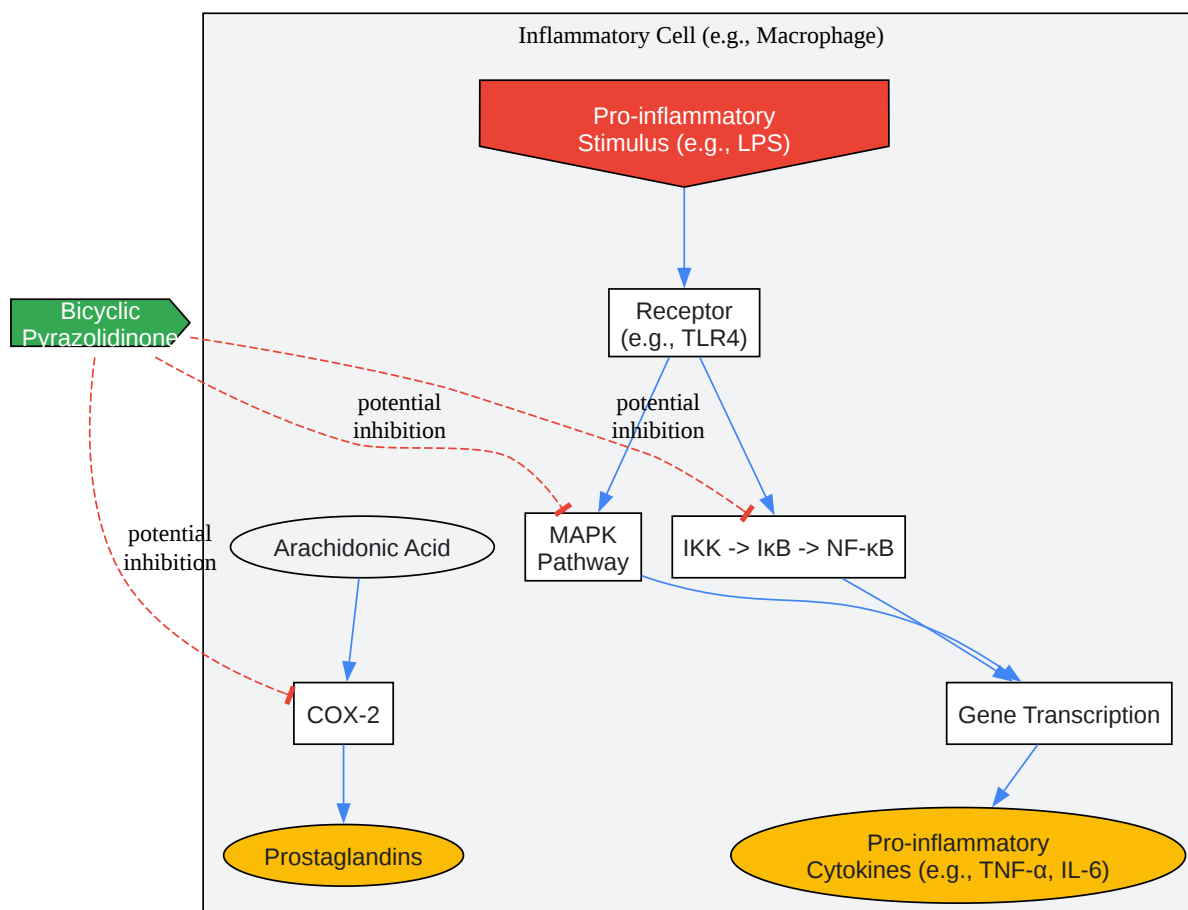 Inflammatory Cell (e.g., Macrophage)
Pro-inflammatory
Stimulus (e.g., LPS)
Receptor
(e.g., TLR4)
Bicyclic
Pyrazolidinone
potential
inhibition
potential
inhibition
potential
inhibition
Arachidonic Acid
MAPK
Pathway
IKK -> IκB -> NF-κB
COX-2
Gene Transcription
Prostaglandins
Pro-inflammatory
Cytokines (e.g., TNF-α, IL-6)